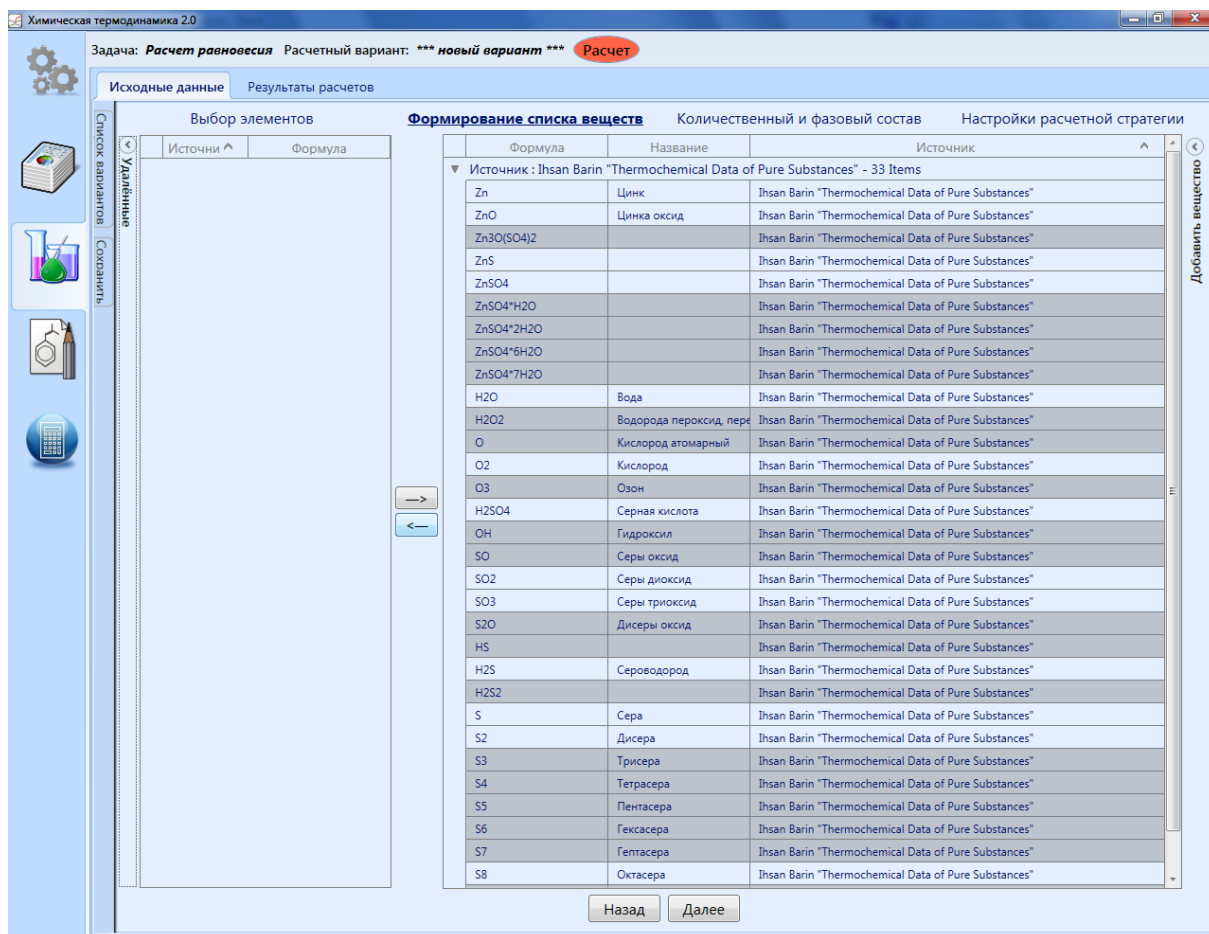 Химическая термодинамика 2.0
Задача: Расчет равновесия Расчетный вариант: *** новый вариант *** Расчет
Исходные данные Результаты расчетов
Список вариантов
Сохранить
Удалённые
Выбор элементов Формирование списка веществ Количественный и фазовый состав Настройки расчетной стратегии
Источни Формула
Формула Название Источник
Источник : Ihsan Barin "Thermochemical Data of Pure Substances" - 33 Items
Zn Цинк Ihsan Barin "Thermochemical Data of Pure Substances"
ZnO Цинка оксид Ihsan Barin "Thermochemical Data of Pure Substances"
Zn3O(SO4)2 Ihsan Barin "Thermochemical Data of Pure Substances"
ZnS Ihsan Barin "Thermochemical Data of Pure Substances"
ZnSO4 Ihsan Barin "Thermochemical Data of Pure Substances"
ZnSO4*H2O Ihsan Barin "Thermochemical Data of Pure Substances"
ZnSO4*2H2O Ihsan Barin "Thermochemical Data of Pure Substances"
ZnSO4*6H2O Ihsan Barin "Thermochemical Data of Pure Substances"
ZnSO4*7H2O Ihsan Barin "Thermochemical Data of Pure Substances"
H2O Вода Ihsan Barin "Thermochemical Data of Pure Substances"
H2O2 Водорода пероксид, пере Ihsan Barin "Thermochemical Data of Pure Substances"
O Кислород атомарный Ihsan Barin "Thermochemical Data of Pure Substances"
O2 Кислород Ihsan Barin "Thermochemical Data of Pure Substances"
O3 Озон Ihsan Barin "Thermochemical Data of Pure Substances"
H2SO4 Серная кислота Ihsan Barin "Thermochemical Data of Pure Substances"
OH Гидроксил Ihsan Barin "Thermochemical Data of Pure Substances"
SO Серы оксид Ihsan Barin "Thermochemical Data of Pure Substances"
SO2 Серы диоксид Ihsan Barin "Thermochemical Data of Pure Substances"
SO3 Серы триоксид Ihsan Barin "Thermochemical Data of Pure Substances"
S2O Дисеры оксид Ihsan Barin "Thermochemical Data of Pure Substances"
HS Ihsan Barin "Thermochemical Data of Pure Substances"
H2S Сероводород Ihsan Barin "Thermochemical Data of Pure Substances"
H2S2 Ihsan Barin "Thermochemical Data of Pure Substances"
S Сера Ihsan Barin "Thermochemical Data of Pure Substances"
S2 Дисера Ihsan Barin "Thermochemical Data of Pure Substances"
S3 Трисера Ihsan Barin "Thermochemical Data of Pure Substances"
S4 Тетрасера Ihsan Barin "Thermochemical Data of Pure Substances"
S5 Пентасера Ihsan Barin "Thermochemical Data of Pure Substances"
S6 Гексасера Ihsan Barin "Thermochemical Data of Pure Substances"
S7 Гептасера Ihsan Barin "Thermochemical Data of Pure Substances"
S8 Октасера Ihsan Barin "Thermochemical Data of Pure Substances"
—>
<—
Добавить вещество
Назад Далее